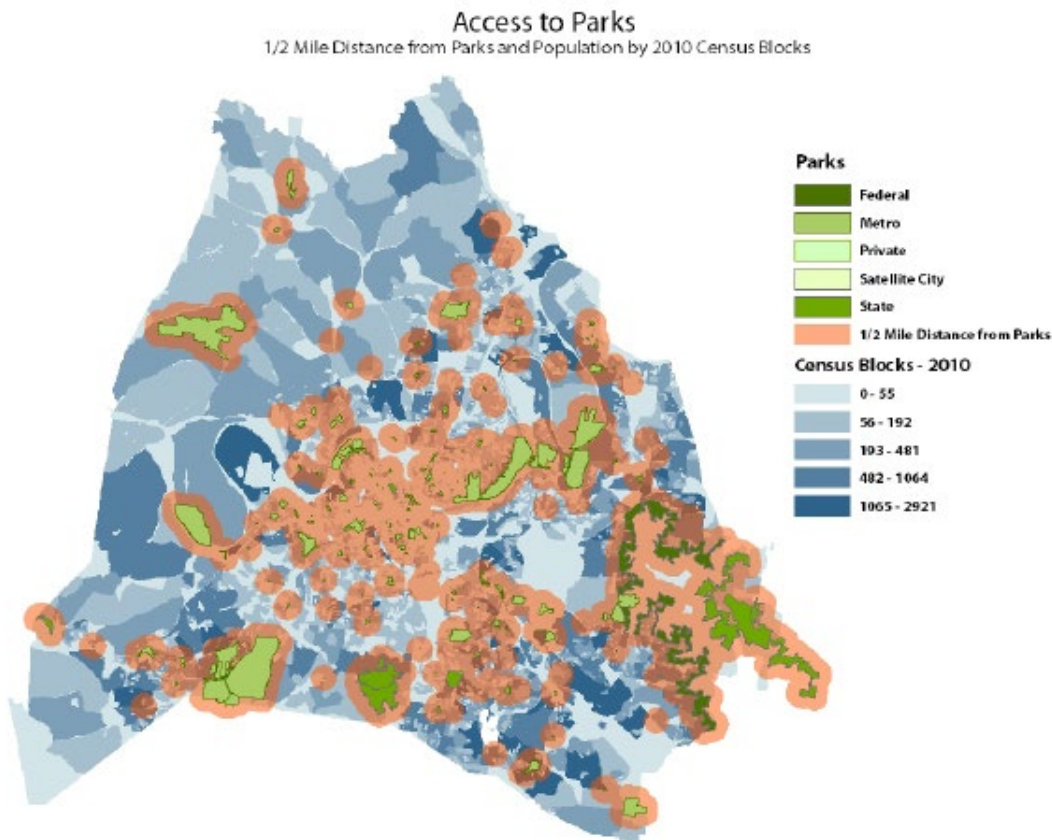 Access to Parks
1/2 Mile Distance from Parks and Population by 2010 Census Blocks
Parks
Federal
Metro
Private
Satellite City
State
1/2 Mile Distance from Parks
Census Blocks - 2010
0 - 55
56 - 192
193 - 481
482 - 1064
1065 - 2921